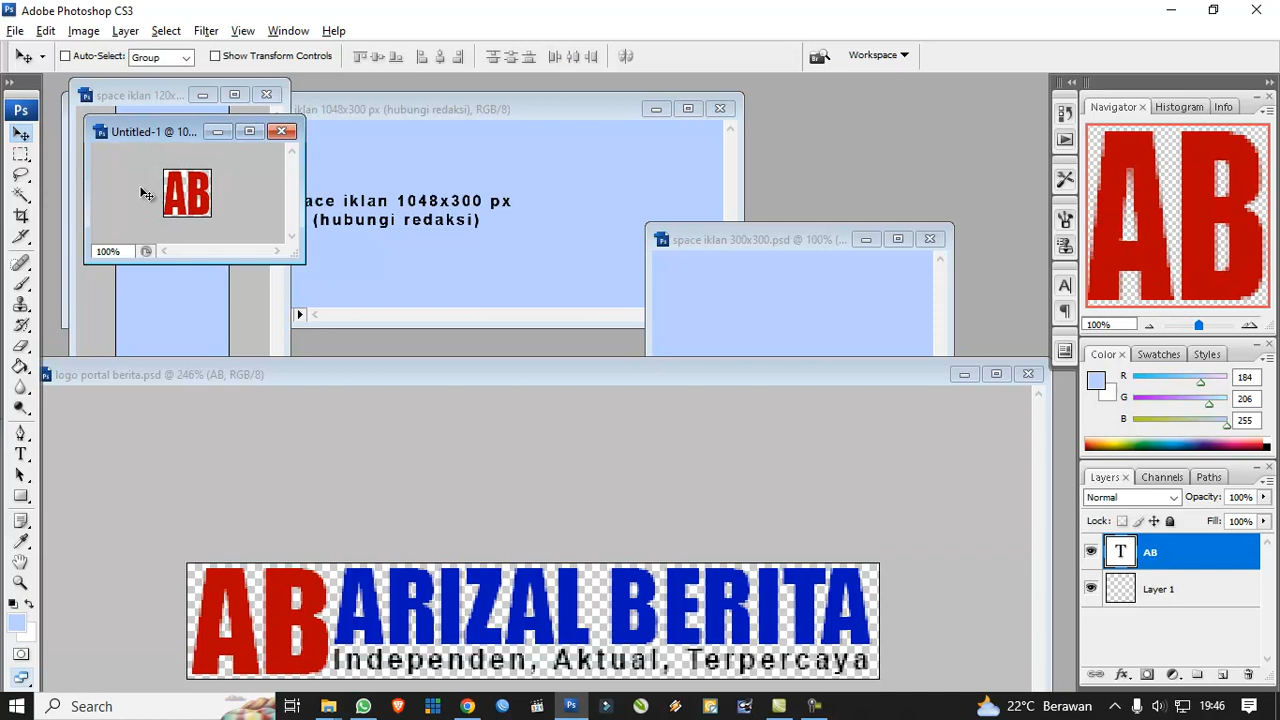 Adobe Photoshop CS3
File Edit Image Layer Select Filter View Window Help
Auto-Select: Group Show Transform Controls Workspace
space iklan 120x...
iklan 1048x300 px (hubungi redaksi), RGB/8)
Untitled-1 @ 10...
AB
100%
ace iklan 1048x300 px
(hubungi redaksi)
space iklan 300x300.psd @ 100% (...
logo portal berita.psd @ 246% (AB, RGB/8)
AB ARIZAL BERITA
Independen, Aktual, Terpercaya
Ps
Navigator Histogram Info
AB
100%
Color Swatches Styles
R 184
G 206
B 255
Layers Channels Paths
Normal Opacity: 100%
Lock: Fill: 100%
T AB
Layer 1
Search
22°C Berawan 19:46